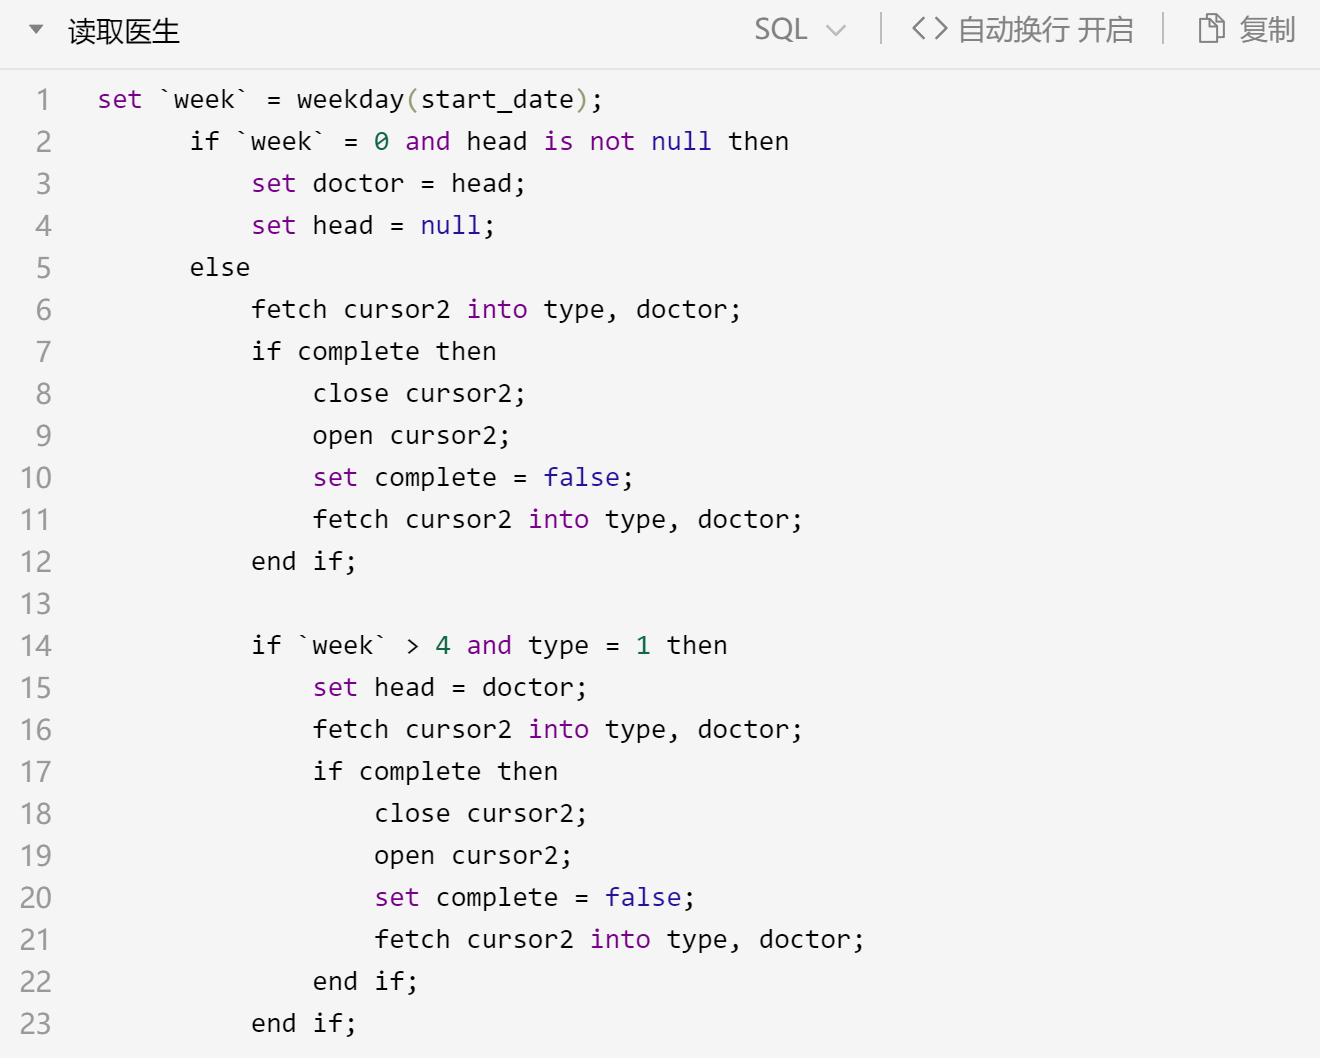 读取医生 SQL <> 自动换行 开启 复制
1 set `week` = weekday(start_date);
2 if `week` = 0 and head is not null then
3 set doctor = head;
4 set head = null;
5 else
6 fetch cursor2 into type, doctor;
7 if complete then
8 close cursor2;
9 open cursor2;
10 set complete = false;
11 fetch cursor2 into type, doctor;
12 end if;
13
14 if `week` > 4 and type = 1 then
15 set head = doctor;
16 fetch cursor2 into type, doctor;
17 if complete then
18 close cursor2;
19 open cursor2;
20 set complete = false;
21 fetch cursor2 into type, doctor;
22 end if;
23 end if;